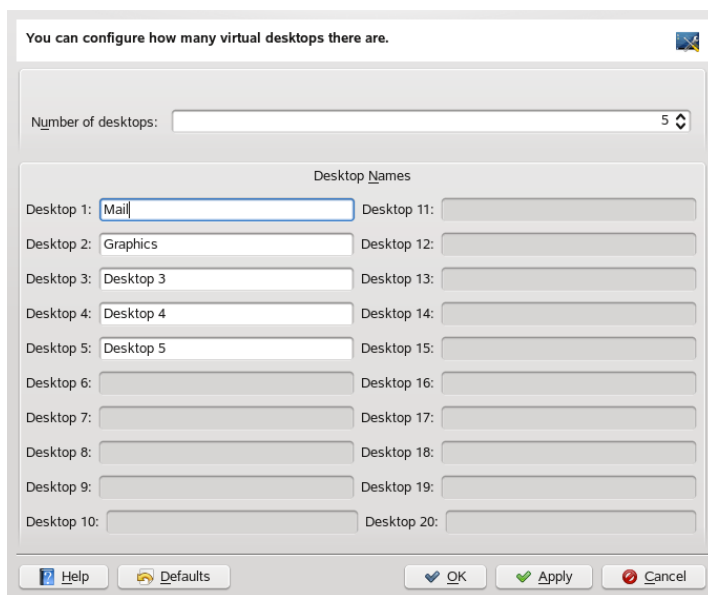 You can configure how many virtual desktops there are.
Number of desktops: 5
Desktop Names
Desktop 1: Mail Desktop 11:
Desktop 2: Graphics Desktop 12:
Desktop 3: Desktop 3 Desktop 13:
Desktop 4: Desktop 4 Desktop 14:
Desktop 5: Desktop 5 Desktop 15:
Desktop 6: Desktop 16:
Desktop 7: Desktop 17:
Desktop 8: Desktop 18:
Desktop 9: Desktop 19:
Desktop 10: Desktop 20:
Help Defaults OK Apply Cancel